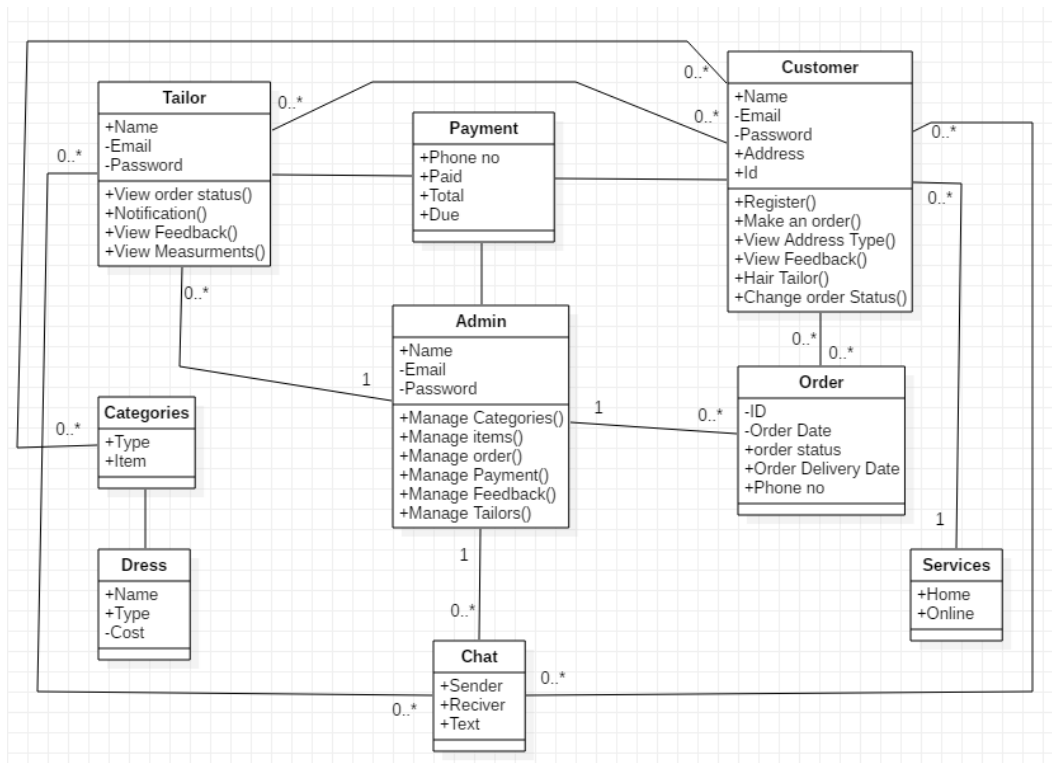 Tailor
+Name
-Email
-Password
+View order status()
+Notification()
+View Feedback()
+View Measurments()
0..*
0..*
0..*
Payment
+Phone no
+Paid
+Total
+Due
Customer
+Name
-Email
-Password
+Address
+Id
+Register()
+Make an order()
+View Address Type()
+View Feedback()
+Hair Tailor()
+Change order Status()
0..*
0..*
0..*
0..*
0..*
0..*
Admin
+Name
-Email
-Password
+Manage Categories()
+Manage items()
+Manage order()
+Manage Payment()
+Manage Feedback()
+Manage Tailors()
1
1
0..*
1
0..*
Order
-ID
-Order Date
+order status
+Order Delivery Date
+Phone no
Categories
+Type
+Item
0..*
Dress
+Name
+Type
-Cost
1
Services
+Home
+Online
Chat
+Sender
+Reciver
+Text
0..*
0..*